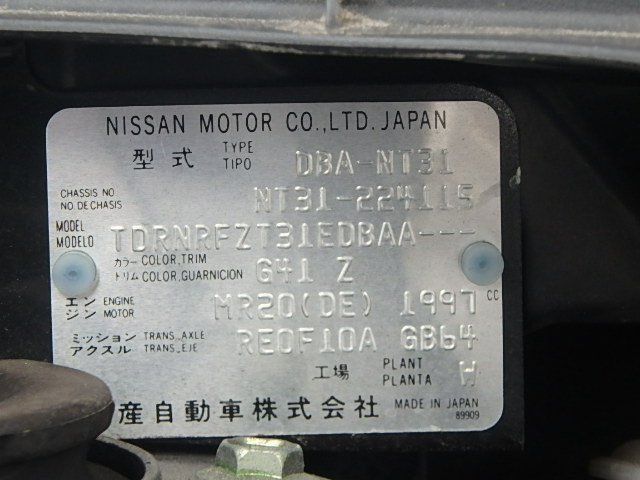 NISSAN MOTOR CO.,LTD. JAPAN
型式 TYPE TIPO DBA-NT31
CHASSIS NO NO DE CHASIS NT31-224115
MODEL MODELO TDRNRFZT31EDBAA---
カラー COLOR, TRIM トリム COLOR, GUARNICION G41 Z
エンジン ENGINE MOTOR MR20(DE) 1997 CC
ミッション アクスル TRANS., AXLE TRANS., EJE RE0F10A GB64
工場 PLANT PLANTA W
産自動車株式会社 MADE IN JAPAN
89909